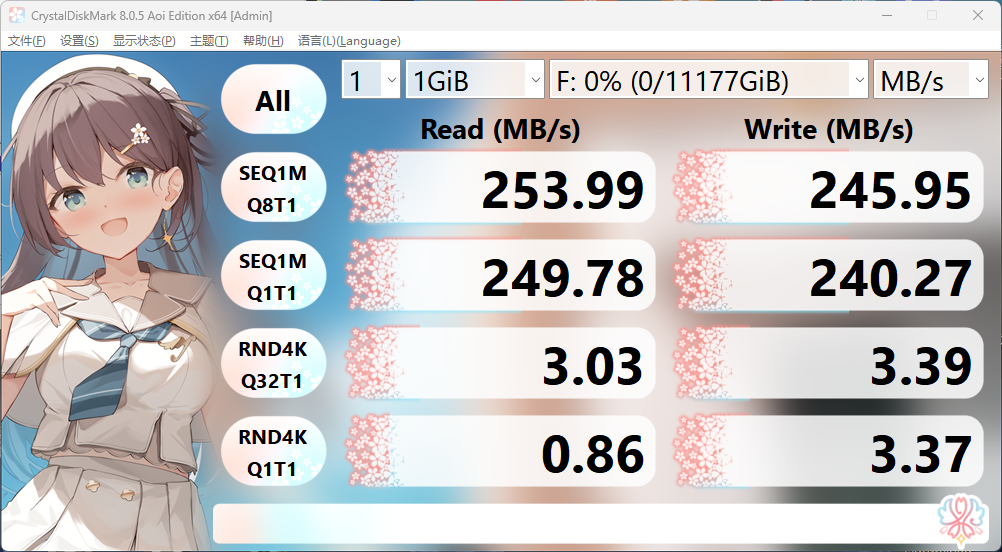 CrystalDiskMark 8.0.5 Aoi Edition x64 [Admin]
文件(F) 设置(S) 显示状态(P) 主题(T) 帮助(H) 语言(L)(Language)
All 1 1GiB F: 0% (0/11177GiB) MB/s
Read (MB/s) Write (MB/s)
SEQ1M
Q8T1 253.99 245.95
SEQ1M
Q1T1 249.78 240.27
RND4K
Q32T1 3.03 3.39
RND4K
Q1T1 0.86 3.37